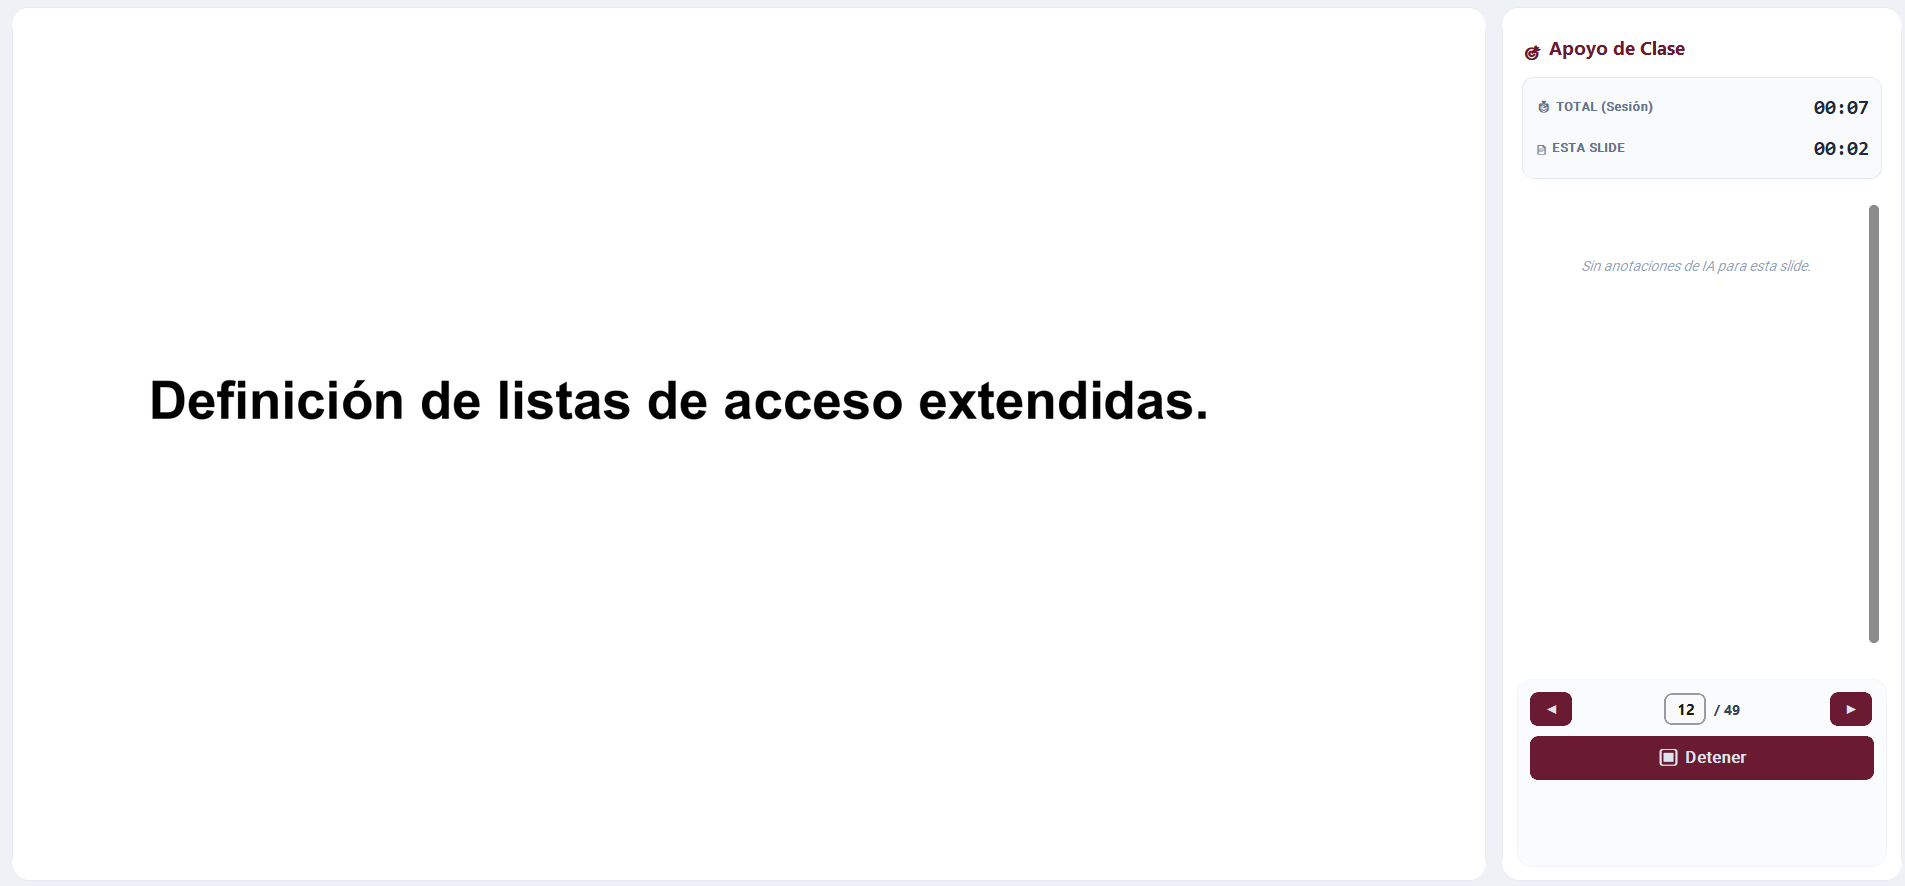 Definición de listas de acceso extendidas.
Apoyo de Clase
TOTAL (Sesión) 00:07
ESTA SLIDE 00:02
Sin anotaciones de IA para esta slide.
12 / 49
Detener